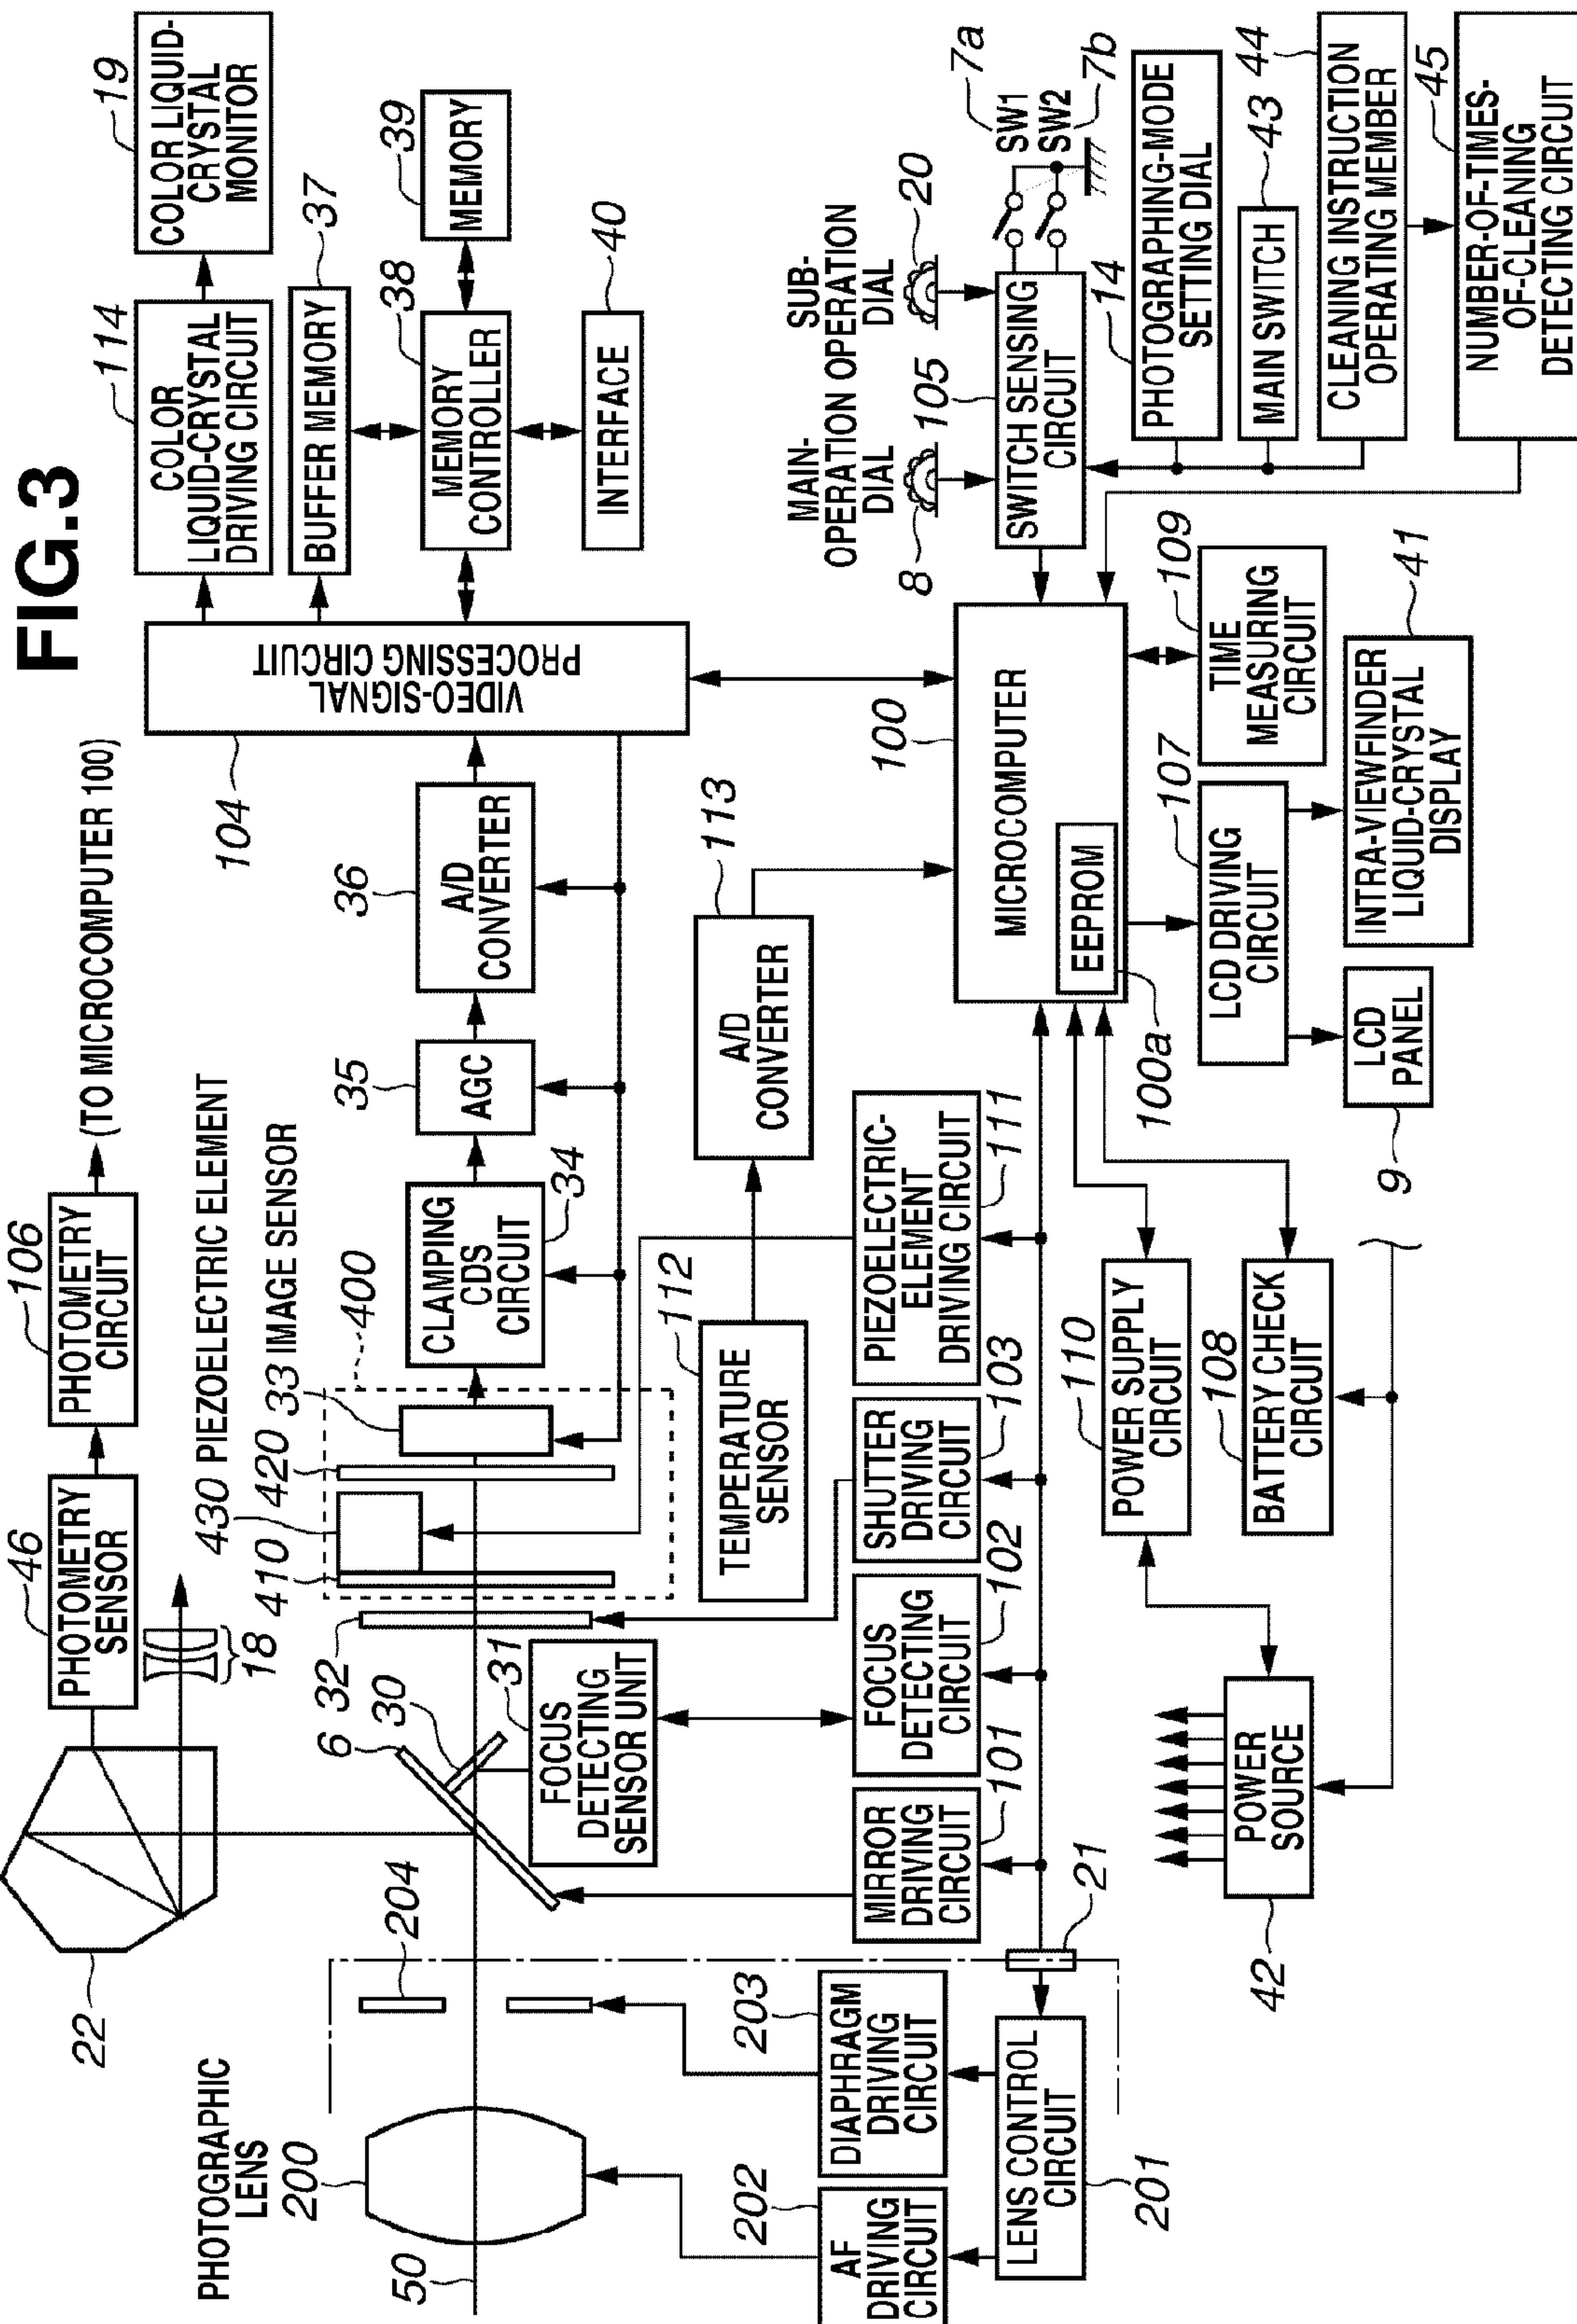 FIG.3
46
PHOTOMETRY
SENSOR
106
PHOTOMETRY
CIRCUIT
(TO MICROCOMPUTER 100)
22
18
PHOTOGRAPHIC
LENS
200
50
204
6
30
32
31
FOCUS
DETECTING
SENSOR UNIT
410
430 PIEZOELECTRIC ELEMENT
420
33 IMAGE SENSOR
400
CLAMPING
CDS
CIRCUIT
34
35
AGC
36
A/D
CONVERTER
104
VIDEO-SIGNAL
PROCESSING CIRCUIT
114
COLOR
LIQUID-CRYSTAL
DRIVING CIRCUIT
19
COLOR LIQUID-
CRYSTAL
MONITOR
37
BUFFER MEMORY
38
MEMORY
CONTROLLER
39
MEMORY
40
INTERFACE
112
TEMPERATURE
SENSOR
113
A/D
CONVERTER
202
AF
DRIVING
CIRCUIT
203
DIAPHRAGM
DRIVING
CIRCUIT
LENS CONTROL
CIRCUIT
201
21
MIRROR
DRIVING
CIRCUIT
101
FOCUS
DETECTING
CIRCUIT
102
SHUTTER
DRIVING
CIRCUIT
103
PIEZOELECTRIC-
ELEMENT
DRIVING CIRCUIT
111
100
MICROCOMPUTER
EEPROM
100a
MAIN-
OPERATION
DIAL
8
SUB-
OPERATION
DIAL
20
105
SWITCH SENSING
CIRCUIT
7a
SW1
SW2
7b
14
PHOTOGRAPHING-MODE
SETTING DIAL
43
MAIN SWITCH
44
CLEANING INSTRUCTION
OPERATING MEMBER
45
NUMBER-OF-TIMES-
OF-CLEANING
DETECTING CIRCUIT
109
TIME
MEASURING
CIRCUIT
107
LCD DRIVING
CIRCUIT
41
INTRA-VIEWFINDER
LIQUID-CRYSTAL
DISPLAY
LCD
PANEL
9
110
POWER SUPPLY
CIRCUIT
108
BATTERY CHECK
CIRCUIT
POWER
SOURCE
42